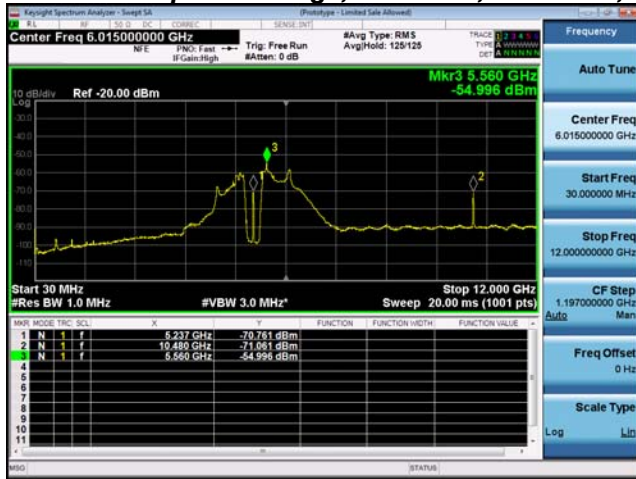 Keysight Spectrum Analyzer - Swept SA
(Prototype - Limited Sale Allowed)
RL RF 50 Ω DC CORREC SENSE:INT
Center Freq 6.015000000 GHz
NFE PNO: Fast IFGain:High
Trig: Free Run
#Atten: 0 dB
#Avg Type: RMS
Avg|Hold: 125/125
TRACE 1 2 3 4 5 6
TYPE A WWWWW
DET A NNNNN
Mkr3 5.560 GHz
-54.996 dBm
10 dB/div Ref -20.00 dBm
Log
-30.0
-40.0
-50.0
-60.0
-70.0
-80.0
-90.0
-100
-110
3
2
Start 30 MHz
Stop 12.000 GHz
#Res BW 1.0 MHz #VBW 3.0 MHz* Sweep 20.00 ms (1001 pts)
MKR MODE TRC SCL X Y FUNCTION FUNCTION WIDTH FUNCTION VALUE
1 N 1 f 5.237 GHz -70.761 dBm
2 N 1 f 10.480 GHz -71.061 dBm
3 N 1 f 5.560 GHz -54.996 dBm
4
5
6
7
8
9
10
11
MSG STATUS
Frequency
Auto Tune
Center Freq
6.015000000 GHz
Start Freq
30.000000 MHz
Stop Freq
12.000000000 GHz
CF Step
1.197000000 GHz
Auto Man
Freq Offset
0 Hz
Scale Type
Log Lin